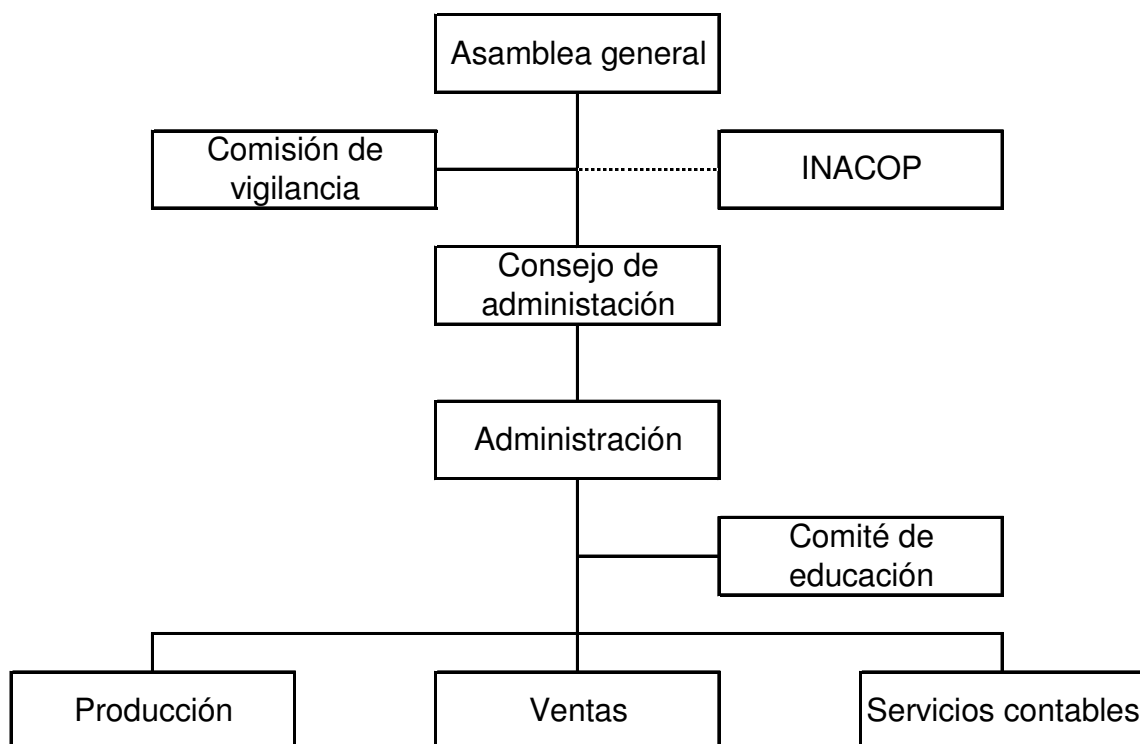 Asamblea general
Comisión de
vigilancia
INACOP
Consejo de
administación
Administración
Comité de
educación
Producción
Ventas
Servicios contables